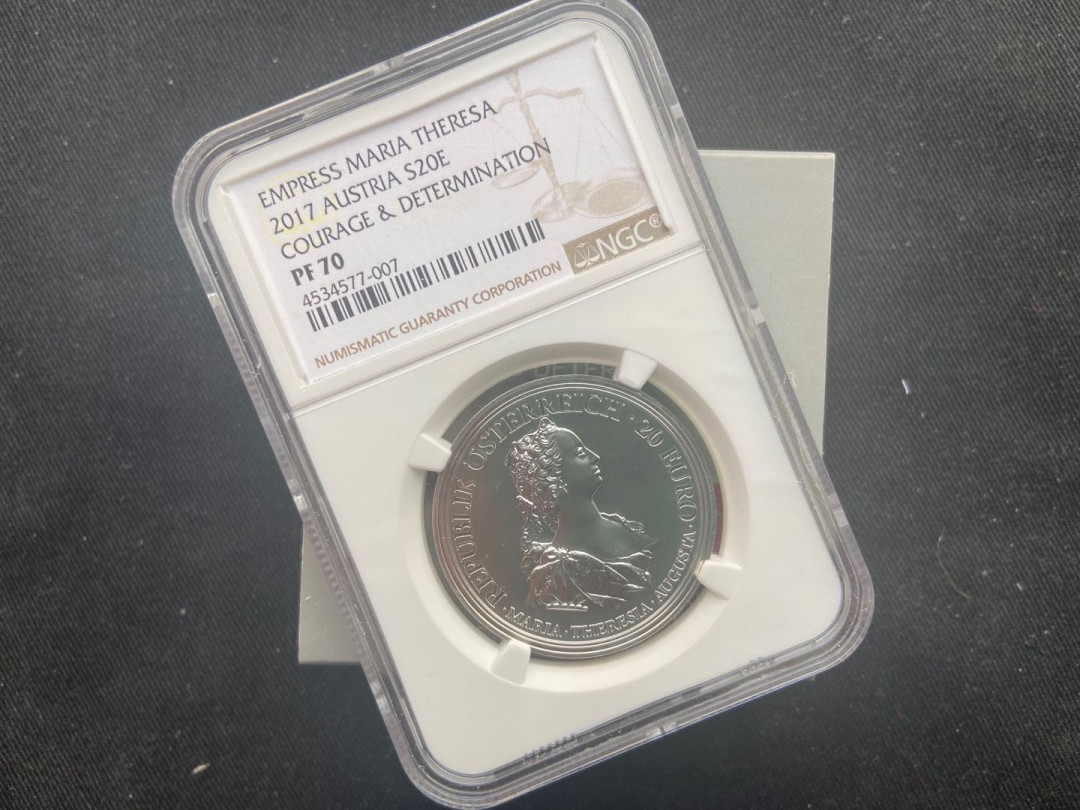 EMPRESS MARIA THERESA
2017 AUSTRIA S20E
COURAGE & DETERMINATION
PF 70
4534577-007
NGC®
NUMISMATIC GUARANTY CORPORATION
· REPUBLIK ÖSTERREICH · 20 EURO ·
MARIA · THERESIA · AUGUSTA ·